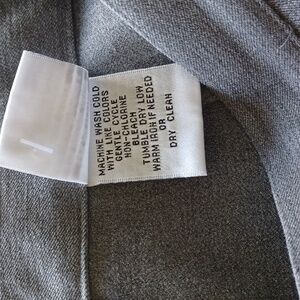 MACHINE WASH COLD
WITH LIKE COLORS
GENTLE CYCLE
NON-CHLORINE
BLEACH
TUMBLE DRY LOW
WARM IRON IF NEEDED
OR
DRY CLEAN